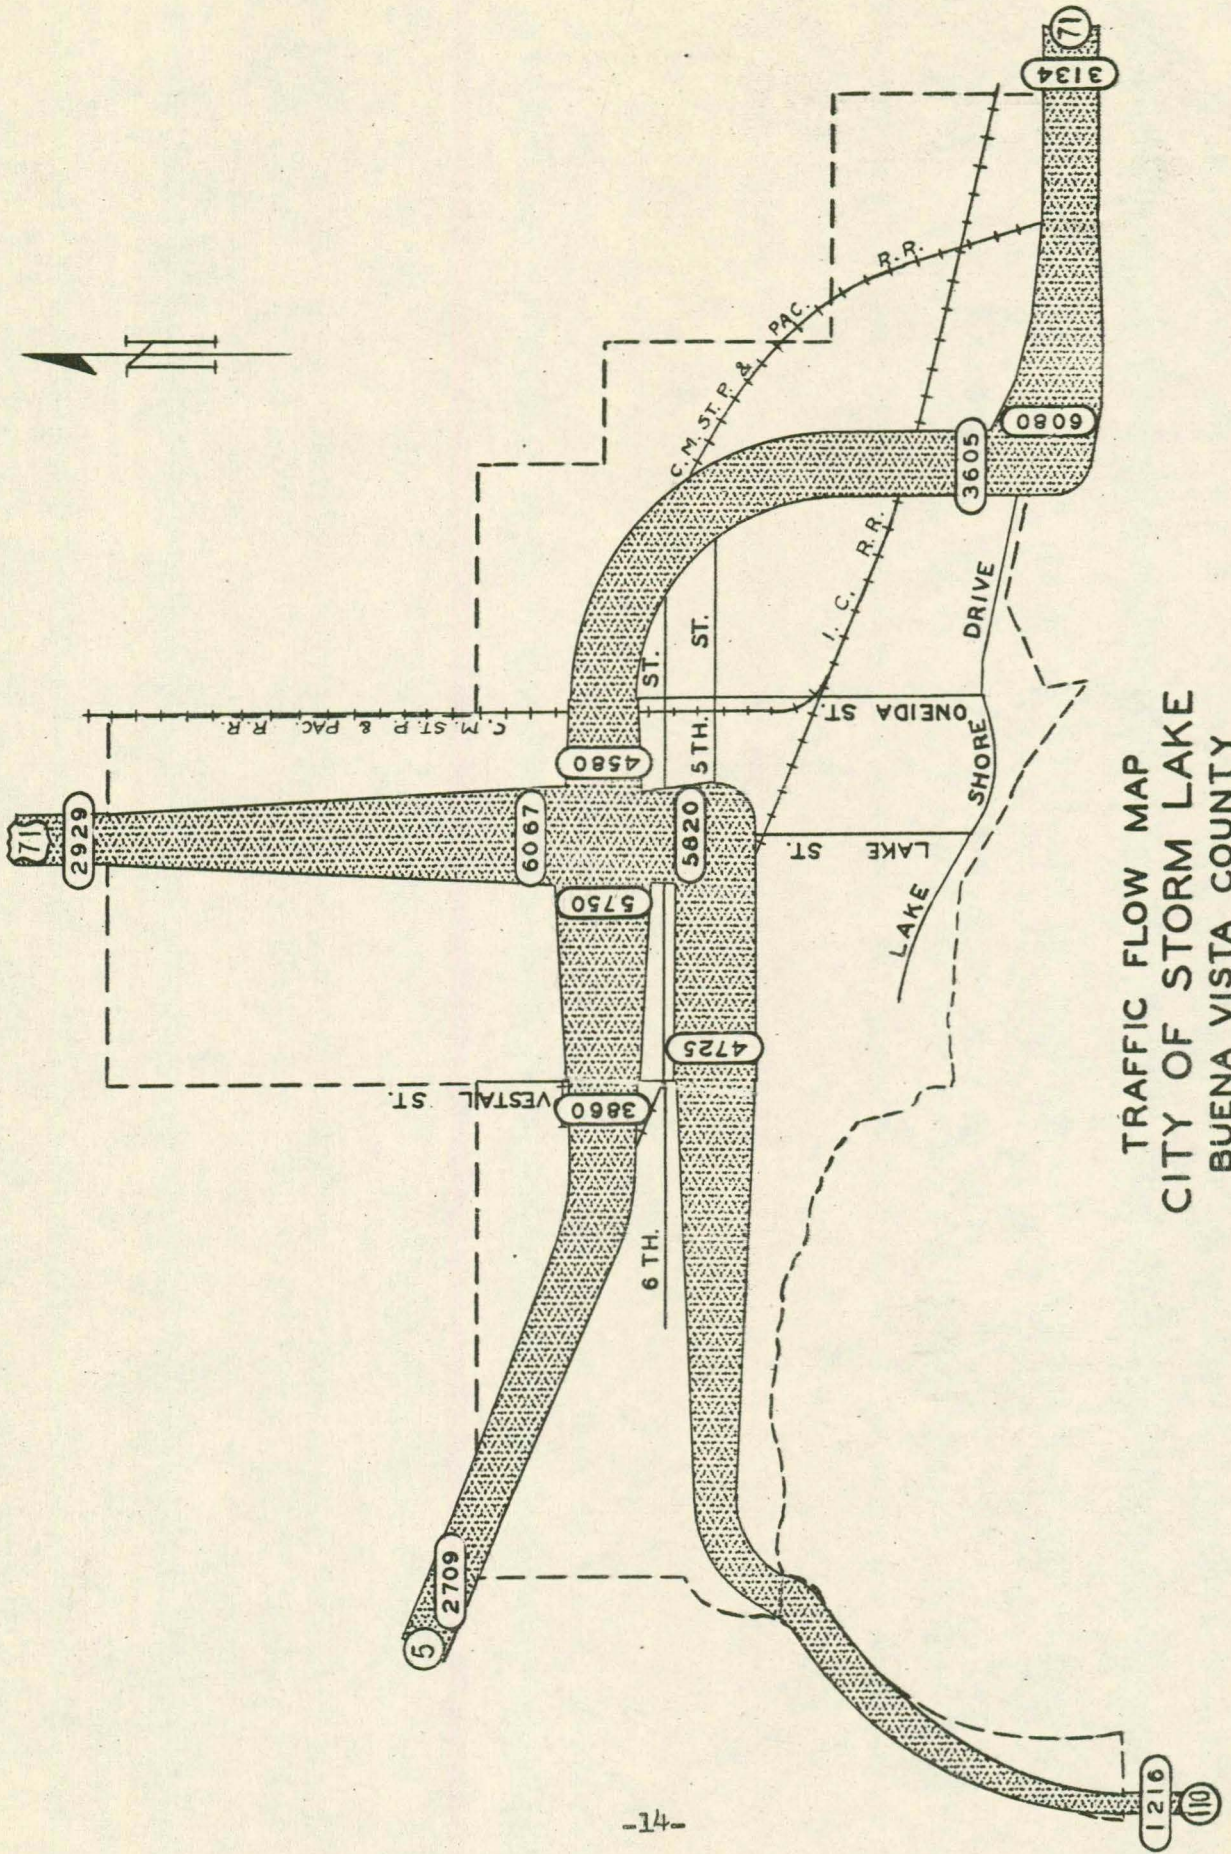 71
2929
N
C. M. ST. P. & PAC R. R.
6067
4580
5750
5820
3860
4725
VESTAL ST.
6 TH. ST.
5 TH. ST.
C. M. ST. P. & PAC. R. R.
I. C. R. R.
ONEIDA ST.
LAKE ST.
LAKE SHORE DRIVE
3605
6080
3134
71
5
2709
1216
110
TRAFFIC FLOW MAP
CITY OF STORM LAKE
BUENA VISTA COUNTY
-14-